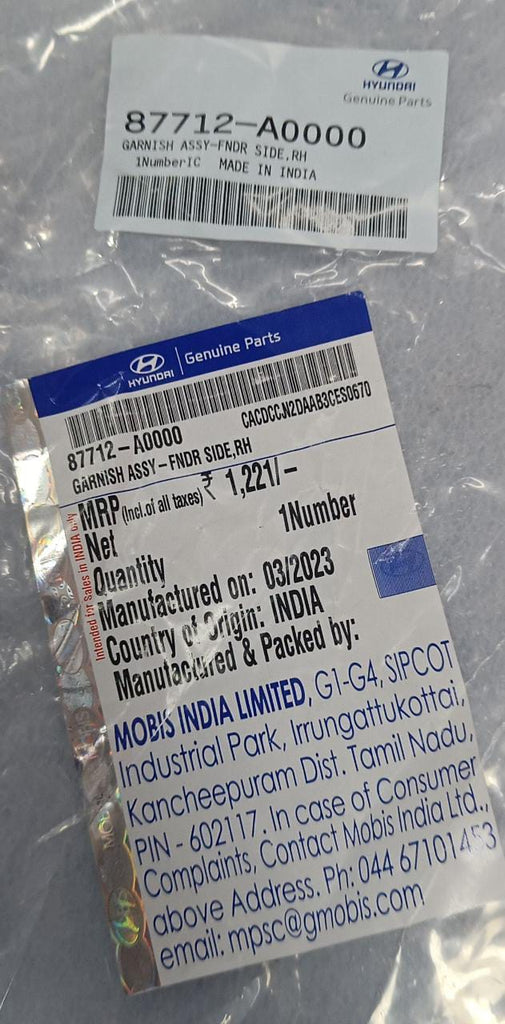 HYUNDAI
Genuine Parts
87712-A0000
GARNISH ASSY-FNDR SIDE,RH
1NumberIC MADE IN INDIA
HYUNDAI Genuine Parts
87712-A0000 CACDCCJN2DAAB3CES0670
GARNISH ASSY-FNDR SIDE,RH
MRP (Incl.of all taxes) ₹ 1,221/-
Net 1Number
Quantity
Manufactured on: 03/2023
Country of Origin: INDIA
Manufactured & Packed by:
Intended for sales in INDIA only
MOBIS INDIA LIMITED, G1-G4, SIPCOT
Industrial Park, Irrungattukottai,
Kancheepuram Dist. Tamil Nadu,
PIN - 602117. In case of Consumer
Complaints, Contact Mobis India Ltd.,
above Address. Ph: 044 67101453
email: mpsc@gmobis.com